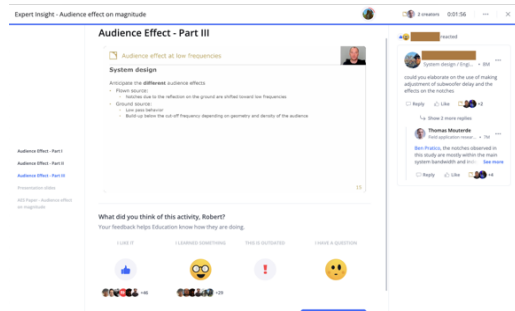 Expert Insight - Audience effect on magnitude
2 creators
0:01:56
Audience Effect - Part III
Audience effect at low frequencies
System design
Anticipate the different audience effects
Flown source:
Notches due to the reflection on the ground are shifted toward low frequencies
Ground source:
Low pass behavior
Build-up below the cut-off frequency depending on geometry and density of the audience
13
Audience Effect - Part I
Audience Effect - Part II
Audience Effect - Part III
Presentation slides
AES Paper - Audience effect
on magnitude
What did you think of this activity, Robert?
Your feedback helps Education know how they are doing.
I LIKE IT
I LEARNED SOMETHING
THIS IS OUTDATED
I HAVE A QUESTION
reacted
System design / Engi... • 8M
could you elaborate on the use of making
adjustment of subwoofer delay and the
effects on the notches
Reply
Like
+2
Show 3 more replies
Thomas Mouterde
Field application resear... • 7M
Ben Pratico, the notches observed in
this study are mostly within the main
system bandwidth and
See more
Reply
Like
+4